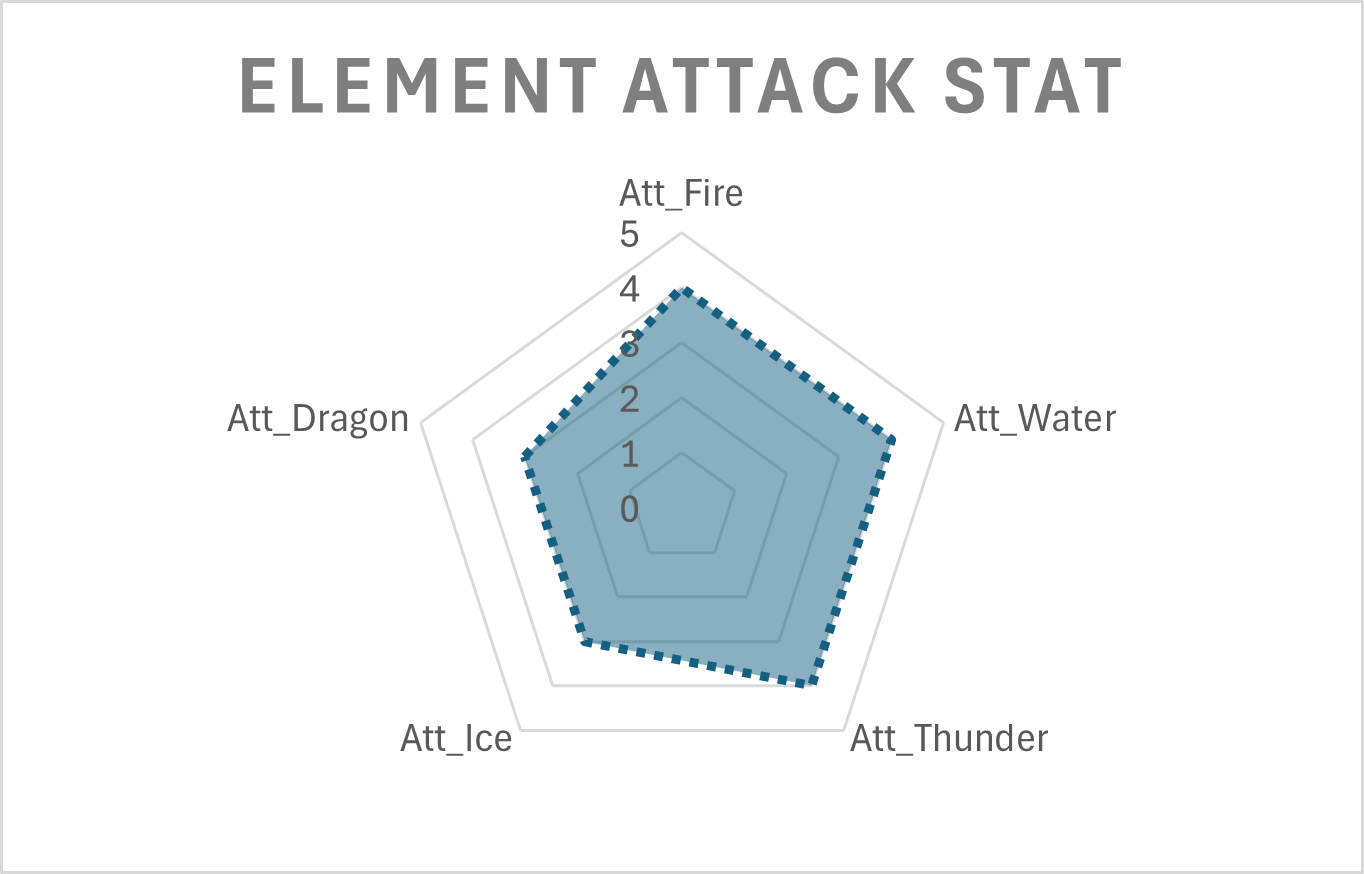 ELEMENT ATTACK STAT
Att_Fire
5
4
3
2
1
0
Att_Dragon
Att_Water
Att_Ice
Att_Thunder